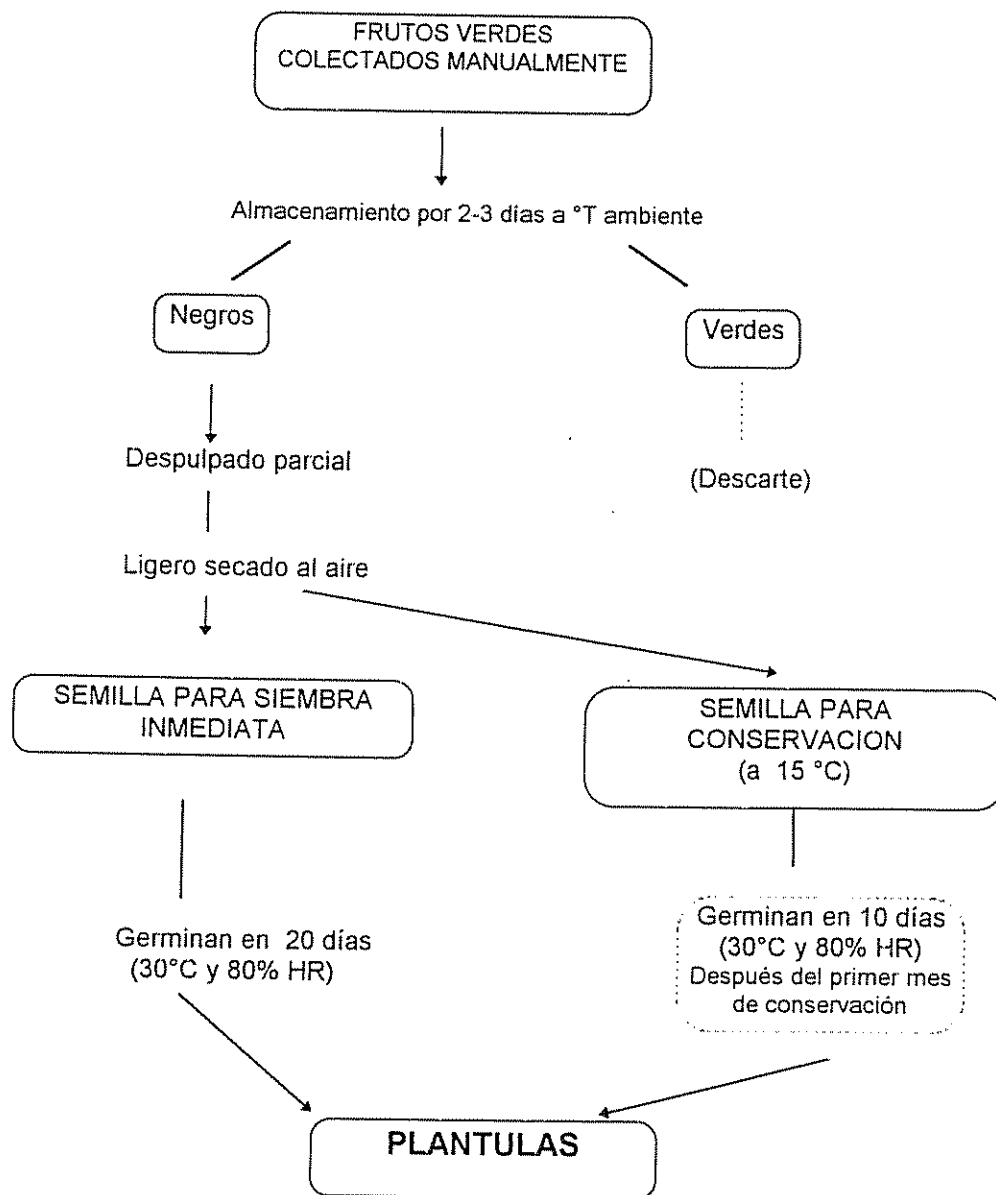 FRUTOS VERDES
COLECTADOS MANUALMENTE
Almacenamiento por 2-3 días a °T ambiente
Negros
Verdes
Despulpado parcial
(Descarte)
Ligero secado al aire
SEMILLA PARA SIEMBRA
INMEDIATA
SEMILLA PARA
CONSERVACION
(a 15 °C)
Germinan en 20 días
(30°C y 80% HR)
Germinan en 10 días
(30°C y 80% HR)
Después del primer mes
de conservación
PLANTULAS